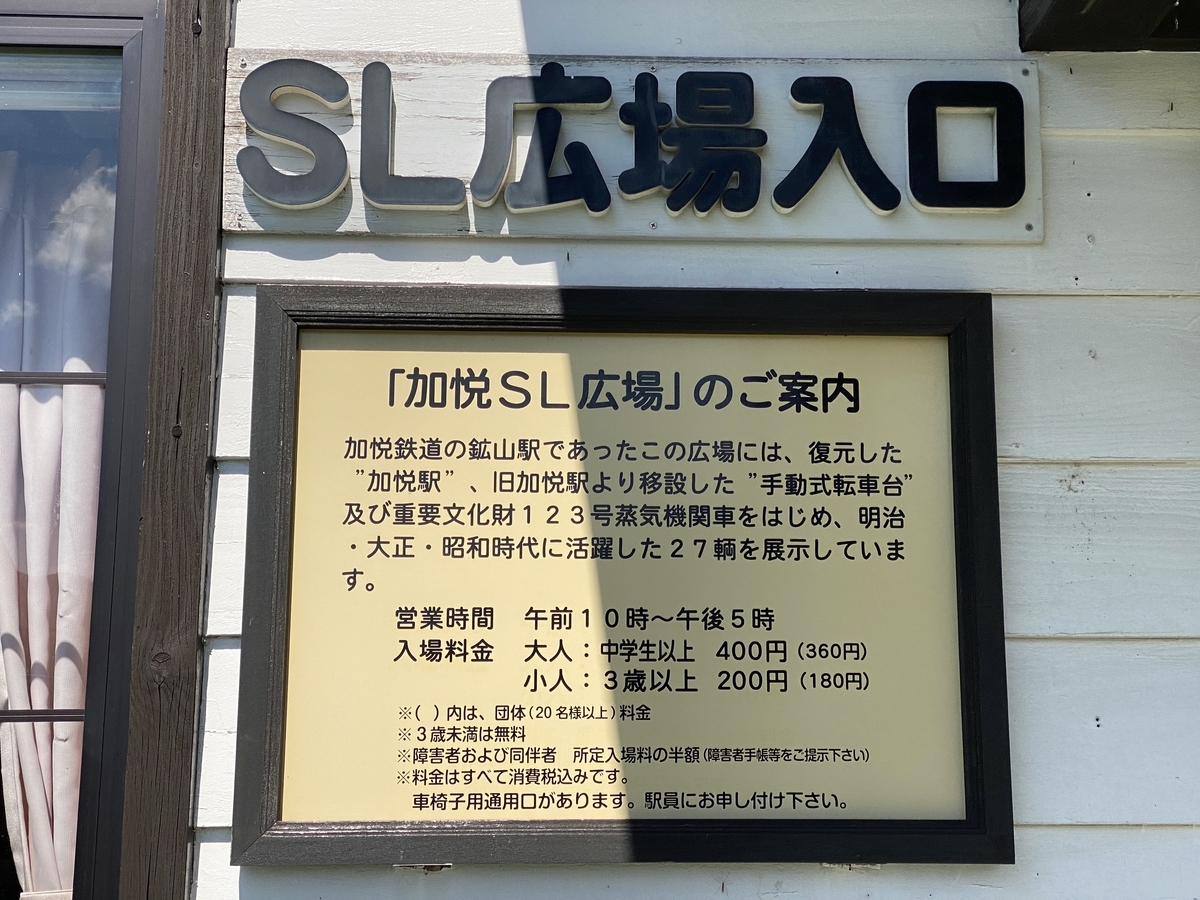 SL広場入口
「加悦SL広場」のご案内
加悦鉄道の鉱山駅であったこの広場には、復元した
”加悦駅”、旧加悦駅より移設した”手動式転車台”
及び重要文化財123号蒸気機関車をはじめ、明治
・大正・昭和時代に活躍した27輌を展示していま
す。
営業時間 午前10時～午後5時
入場料金 大人：中学生以上 400円(360円)
小人：3歳以上 200円(180円)
※( )内は、団体(20名様以上)料金
※3歳未満は無料
※障害者および同伴者 所定入場料の半額(障害者手帳等をご提示下さい)
※料金はすべて消費税込みです。
車椅子用通用口があります。駅員にお申し付け下さい。